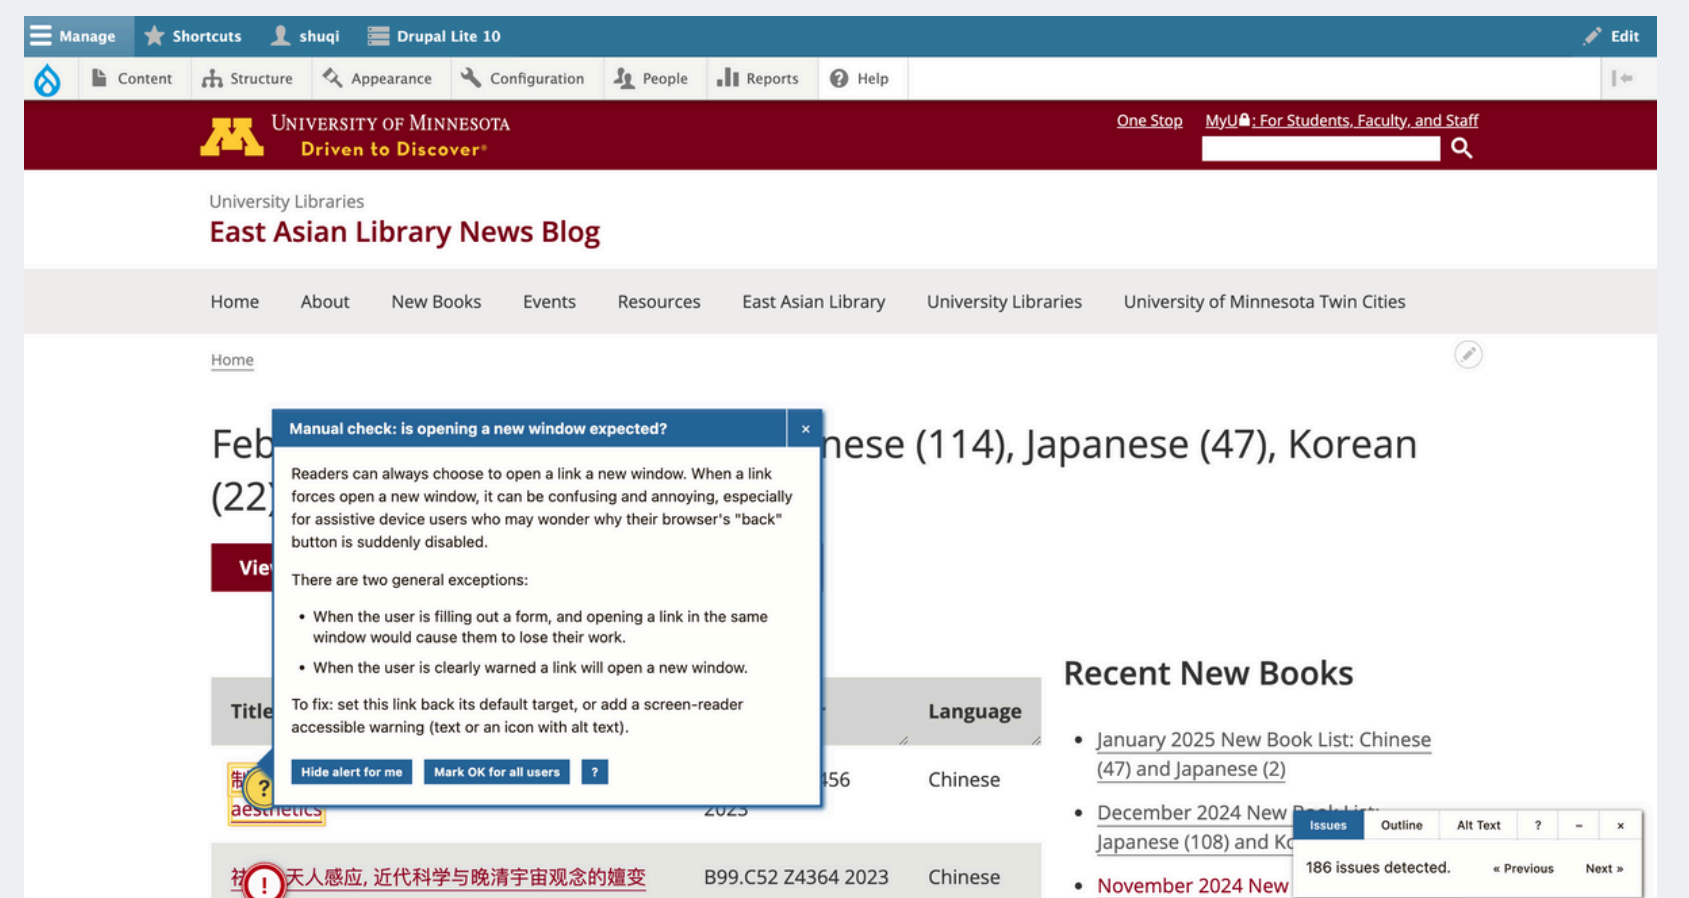 Manage Shortcuts shuqi Drupal Lite 10 Edit
Content Structure Appearance Configuration People Reports Help
UNIVERSITY OF MINNESOTA
Driven to Discover®
One Stop MyU: For Students, Faculty, and Staff
University Libraries
East Asian Library News Blog
Home About New Books Events Resources East Asian Library University Libraries University of Minnesota Twin Cities
Home
Feb
nese (114), Japanese (47), Korean
(22)
Manual check: is opening a new window expected? ×
Readers can always choose to open a link a new window. When a link
forces open a new window, it can be confusing and annoying, especially
for assistive device users who may wonder why their browser's "back"
button is suddenly disabled.
There are two general exceptions:
• When the user is filling out a form, and opening a link in the same
window would cause them to lose their work.
• When the user is clearly warned a link will open a new window.
To fix: set this link back its default target, or add a screen-reader
accessible warning (text or an icon with alt text).
Hide alert for me Mark OK for all users ?
Vie
Title
Language
制
?
aesthetics
456
2023
Chinese
!
天人感应, 近代科学与晚清宇宙观念的嬗变 B99.C52 Z4364 2023 Chinese
Recent New Books
• January 2025 New Book List: Chinese
(47) and Japanese (2)
• December 2024 New Book List:
Japanese (108) and Ko
• November 2024 New
Issues Outline Alt Text ? – ×
186 issues detected. « Previous Next »